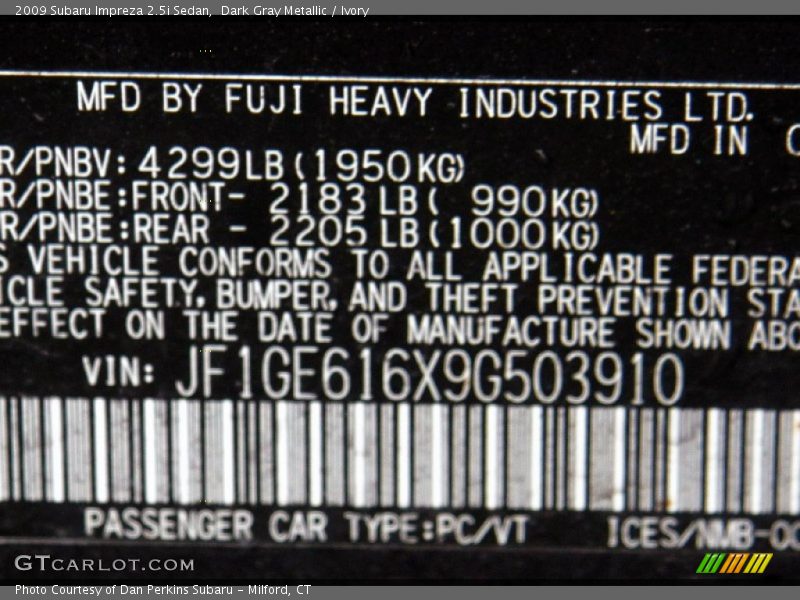 2009 Subaru Impreza 2.5i Sedan,  Dark Gray Metallic / Ivory
MFD BY FUJI HEAVY INDUSTRIES LTD.
MFD IN
R/PNBV: 4299LB(1950KG)
R/PNBE:FRONT- 2183 LB( 990KG)
R/PNBE:REAR - 2205 LB(1000KG)
S VEHICLE CONFORMS TO ALL APPLICABLE FEDERA
ICLE SAFETY, BUMPER, AND THEFT PREVENTION STA
EFFECT ON THE DATE OF MANUFACTURE SHOWN ABO
VIN: JF1GE616X9G503910
PASSENGER CAR TYPE:PC/VT
ICES/NMB-00
GTCARLOT.COM
Photo Courtesy of Dan Perkins Subaru – Milford, CT